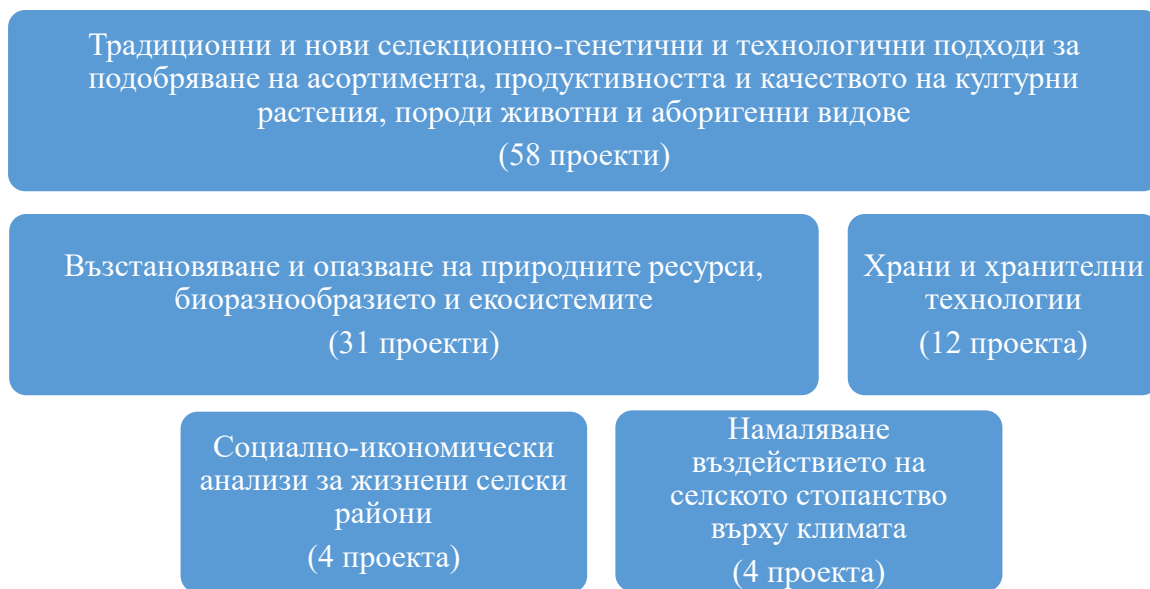 Традиционни и нови селекционно-генетични и технологични подходи за
подобряване на асортимента, продуктивността и качеството на културни
растения, породи животни и аборигенни видове
(58 проекти)
Възстановяване и опазване на природните ресурси,
биоразнообразието и екосистемите
(31 проекти)
Храни и хранителни
технологии
(12 проекта)
Социално-икономически
анализи за жизнени селски
райони
(4 проекта)
Намаляване
въздействието на
селското стопанство
върху климата
(4 проекта)